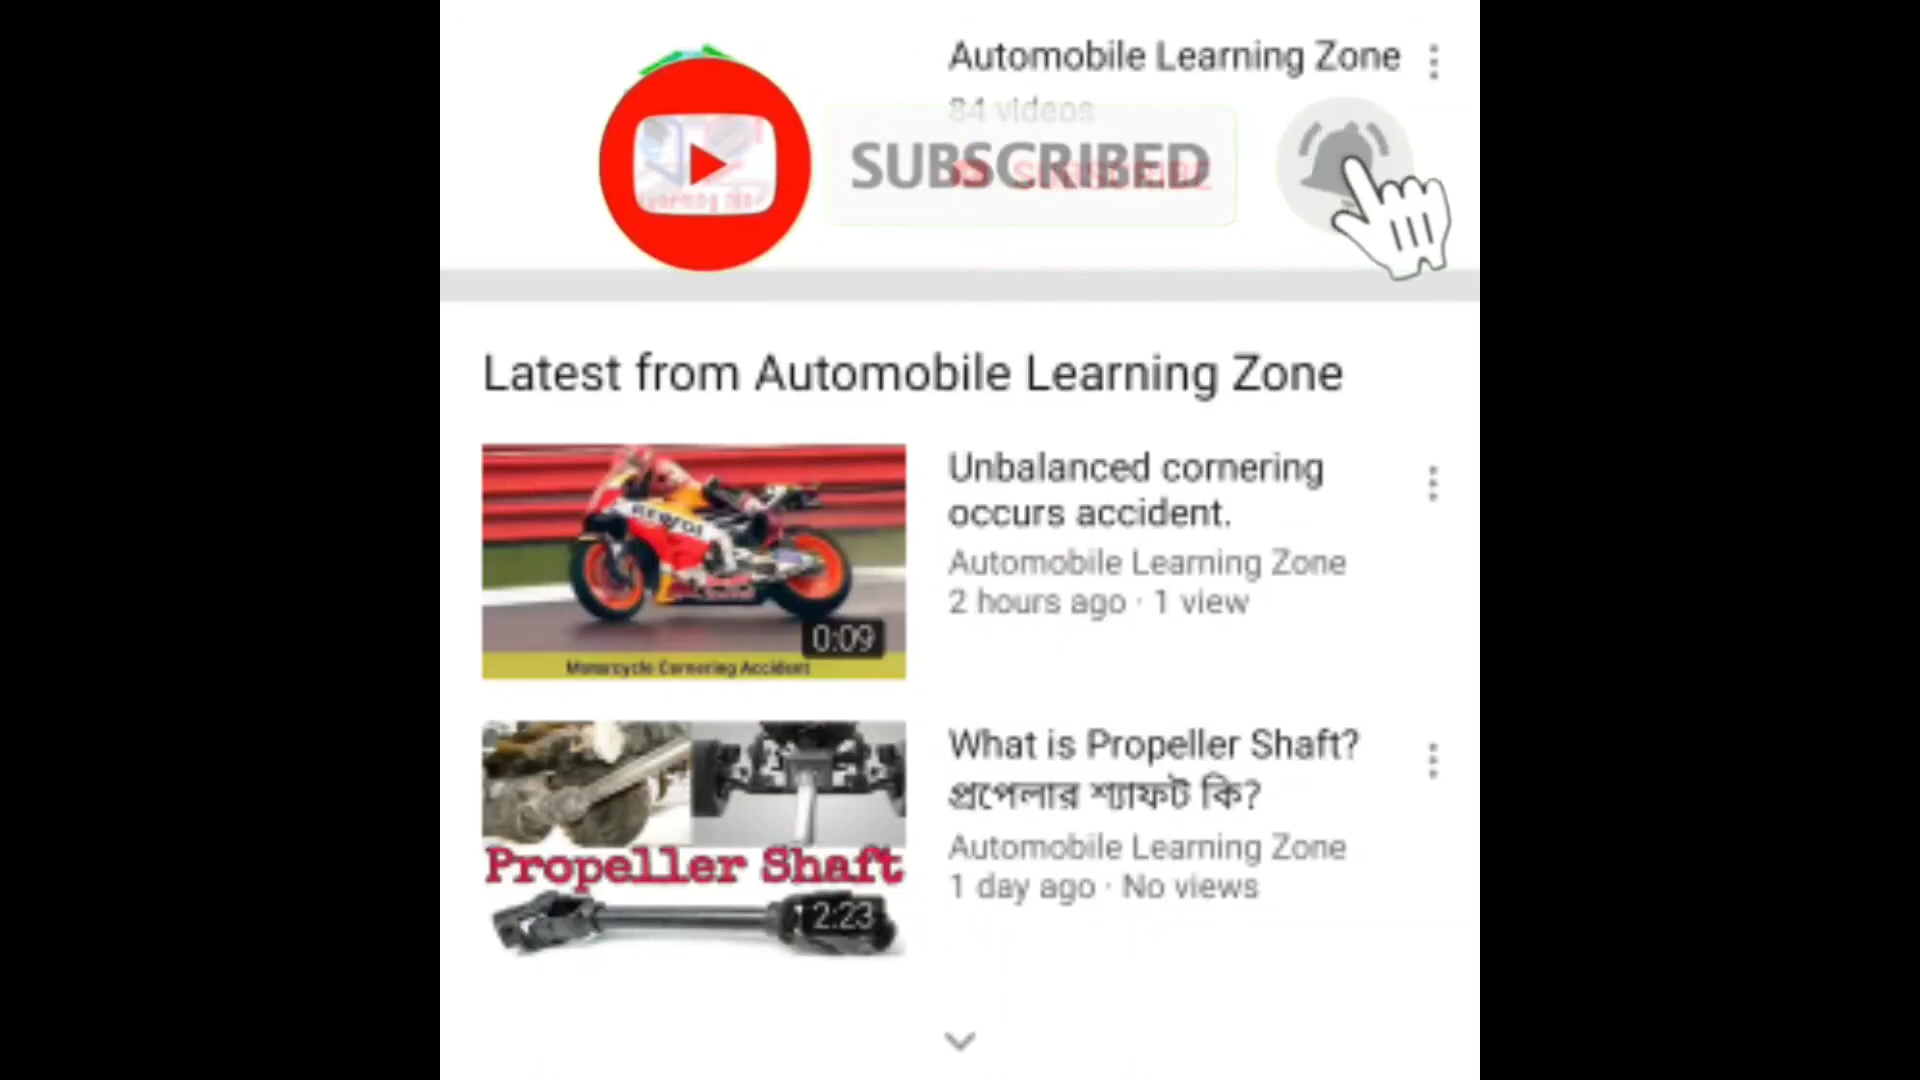 Automobile Learning Zone
84 videos
SUBSCRIBED
SUBSCRIBE
Latest from Automobile Learning Zone
Unbalanced cornering
occurs accident.
Automobile Learning Zone
2 hours ago · 1 view
REPSOL
0:09
Motorcycle Cornering Accident
What is Propeller Shaft?
প্রপেলার শ্যাফট কি?
Automobile Learning Zone
1 day ago · No views
Propeller Shaft
2:23